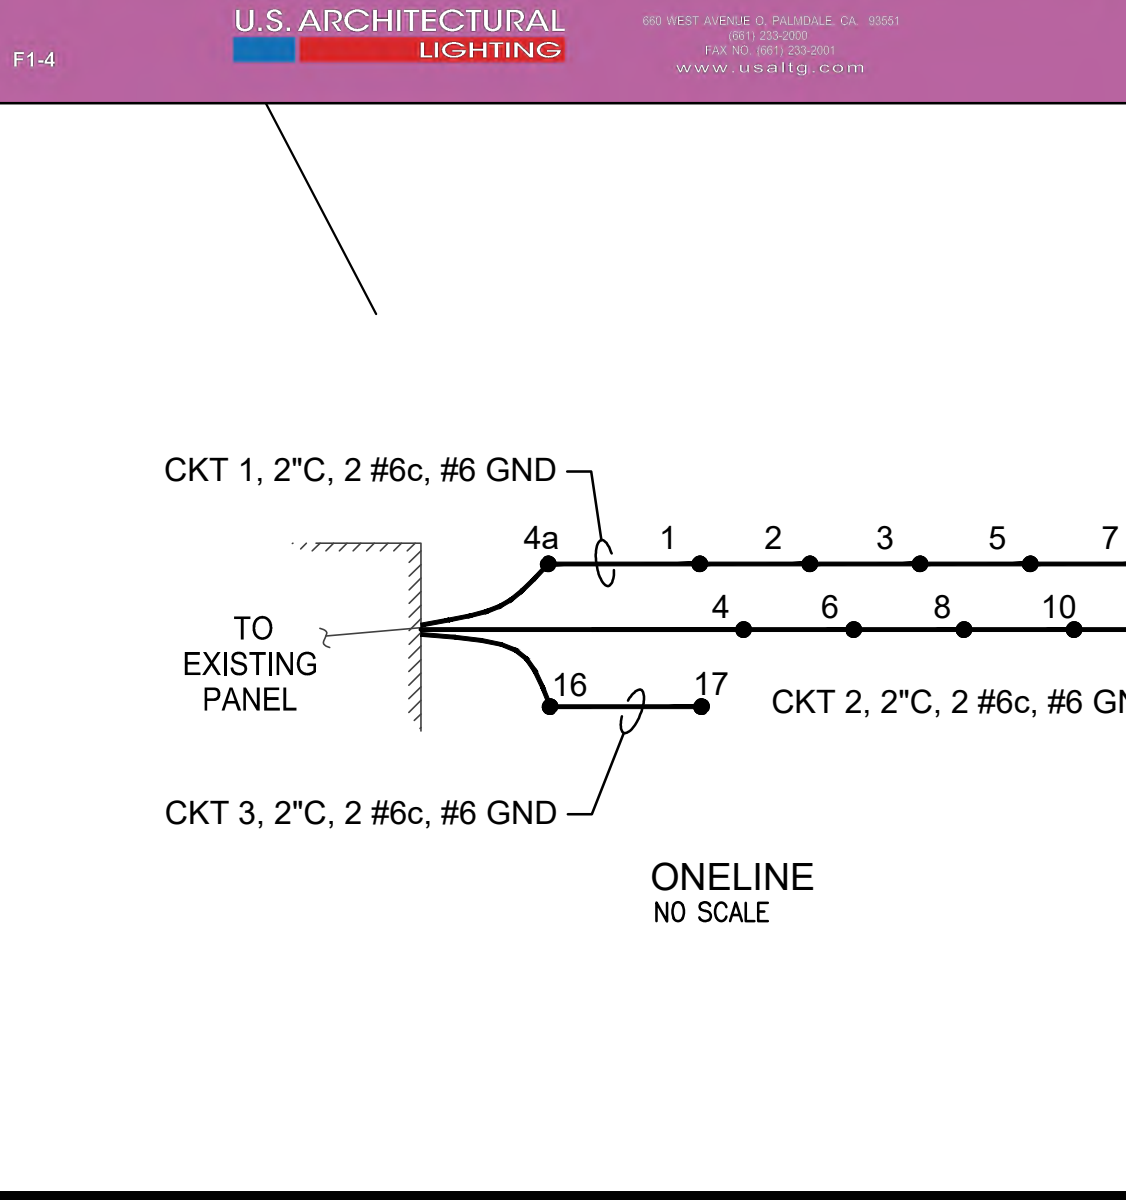 F1-4
U.S. ARCHITECTURAL
LIGHTING
660 WEST AVENUE O, PALMDALE, CA. 93551
(661) 233-2000
FAX NO. (661) 233-2001
www.usaltg.com
CKT 1, 2"C, 2 #6c, #6 GND
4a 1 2 3 5 7
4 6 8 10
TO
EXISTING
PANEL
16 17
CKT 2, 2"C, 2 #6c, #6
CKT 3, 2"C, 2 #6c, #6 GND
ONELINE
NO SCALE